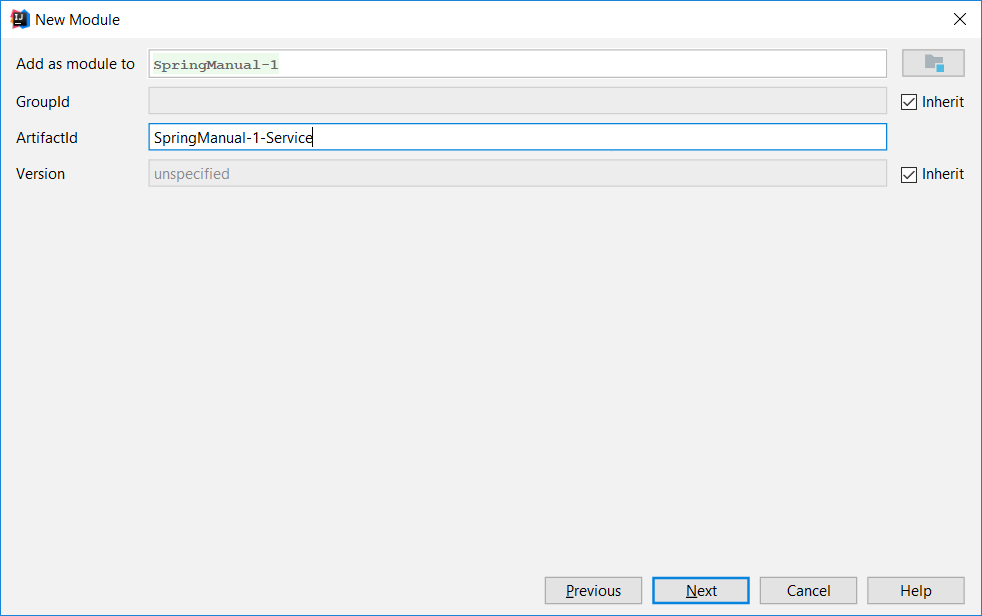 New Module
Add as module to SpringManual-1
GroupId Inherit
ArtifactId SpringManual-1-Service
Version unspecified Inherit
Previous Next Cancel Help